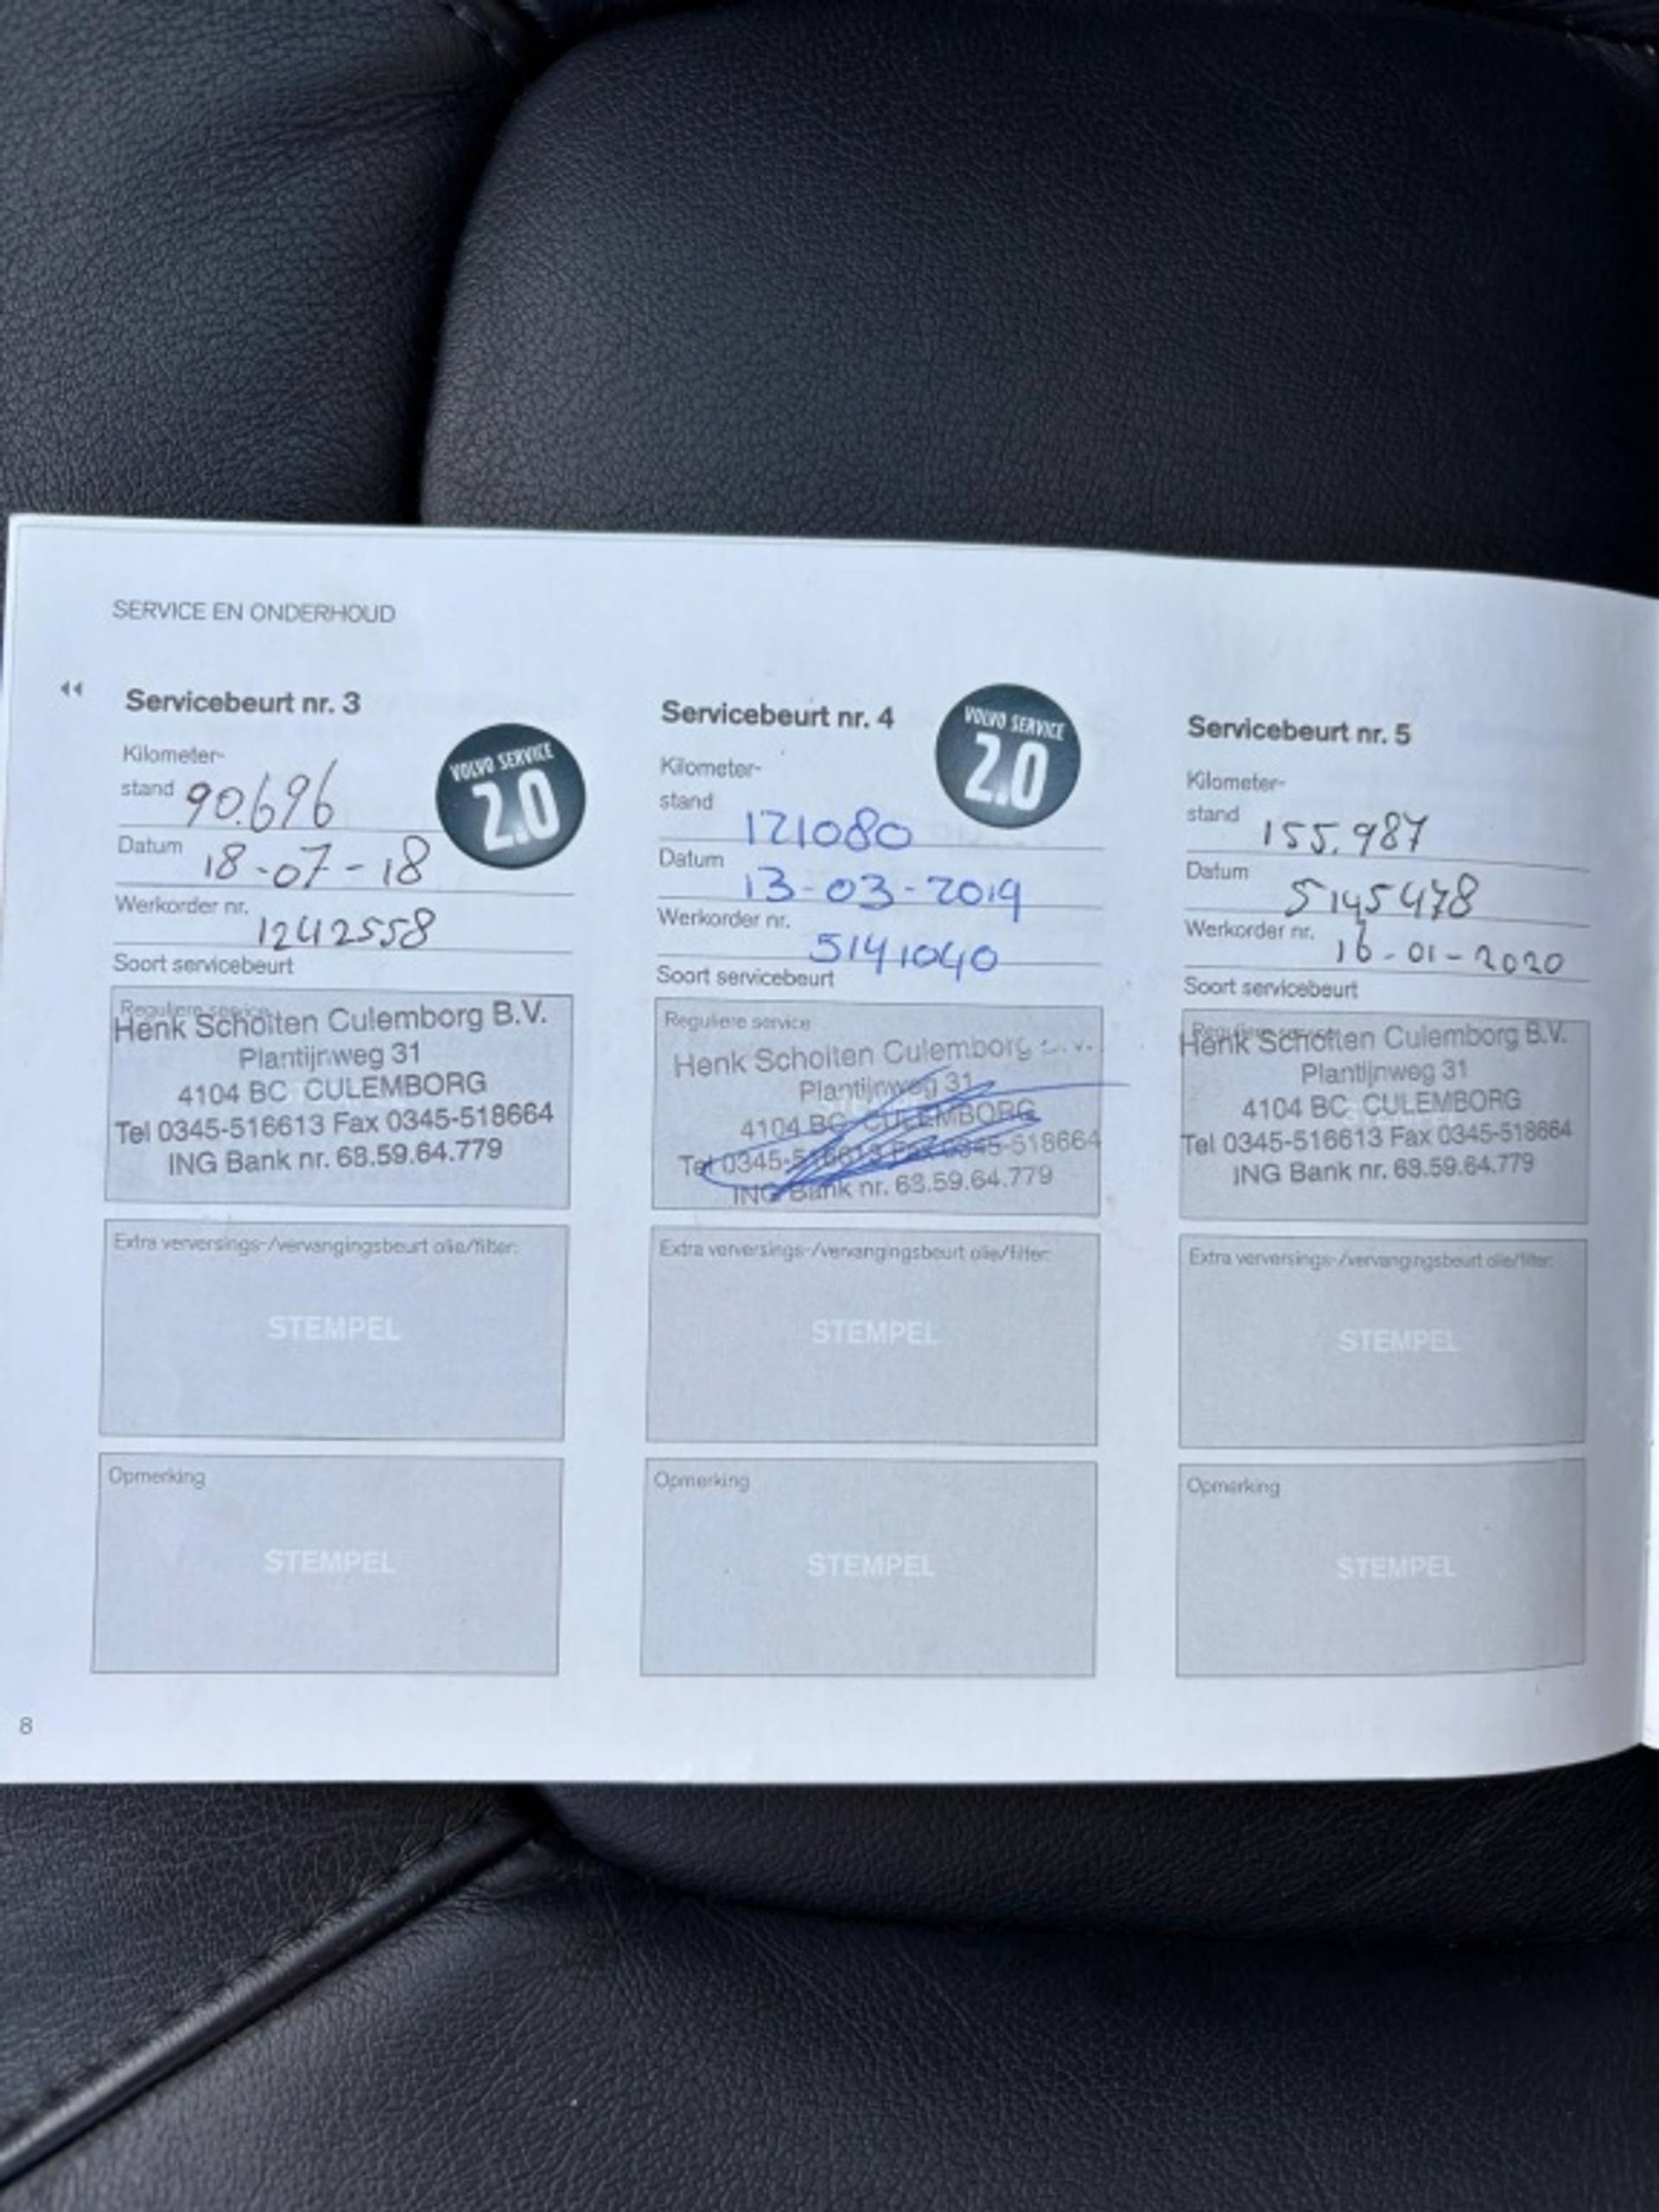 SERVICE EN ONDERHOUD
Servicebeurt nr. 3
VOLVO SERVICE
2.0
Kilometer-
stand 90.696
Datum 18-07-18
Werkorder nr. 1242558
Soort servicebeurt
Reguliere service
Henk Scholten Culemborg B.V.
Plantijnweg 31
4104 BC CULEMBORG
Tel 0345-516613 Fax 0345-518664
ING Bank nr. 68.59.64.779
Extra verversings-/vervangingsbeurt olie/filter:
STEMPEL
Opmerking
STEMPEL
Servicebeurt nr. 4
VOLVO SERVICE
2.0
Kilometer-
stand 121080
Datum 13-03-2019
Werkorder nr. 5141040
Soort servicebeurt
Reguliere service
Henk Scholten Culemborg B.V.
Plantijnweg 31
4104 BC CULEMBORG
Tel 0345-516613 Fax 0345-518664
ING Bank nr. 68.59.64.779
Extra verversings-/vervangingsbeurt olie/filter:
STEMPEL
Opmerking
STEMPEL
Servicebeurt nr. 5
Kilometer-
stand 155.987
Datum 5145478
Werkorder nr. 16-01-2020
Soort servicebeurt
Reguliere service
Henk Scholten Culemborg B.V.
Plantijnweg 31
4104 BC CULEMBORG
Tel 0345-516613 Fax 0345-518664
ING Bank nr. 68.59.64.779
Extra verversings-/vervangingsbeurt olie/filter:
STEMPEL
Opmerking
STEMPEL
8